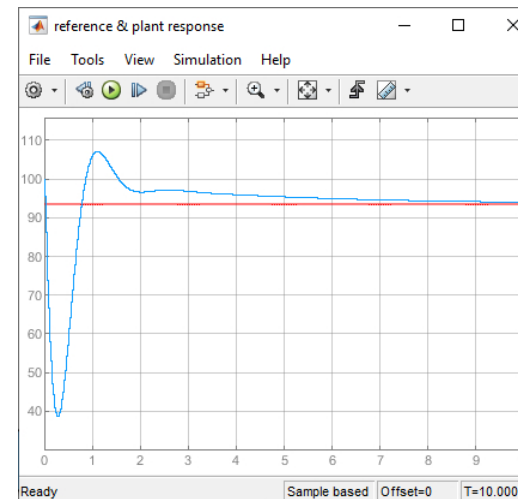 reference & plant response
File Tools View Simulation Help
110
100
90
80
70
60
50
40
0 1 2 3 4 5 6 7 8 9
Ready Sample based Offset=0 T=10.000